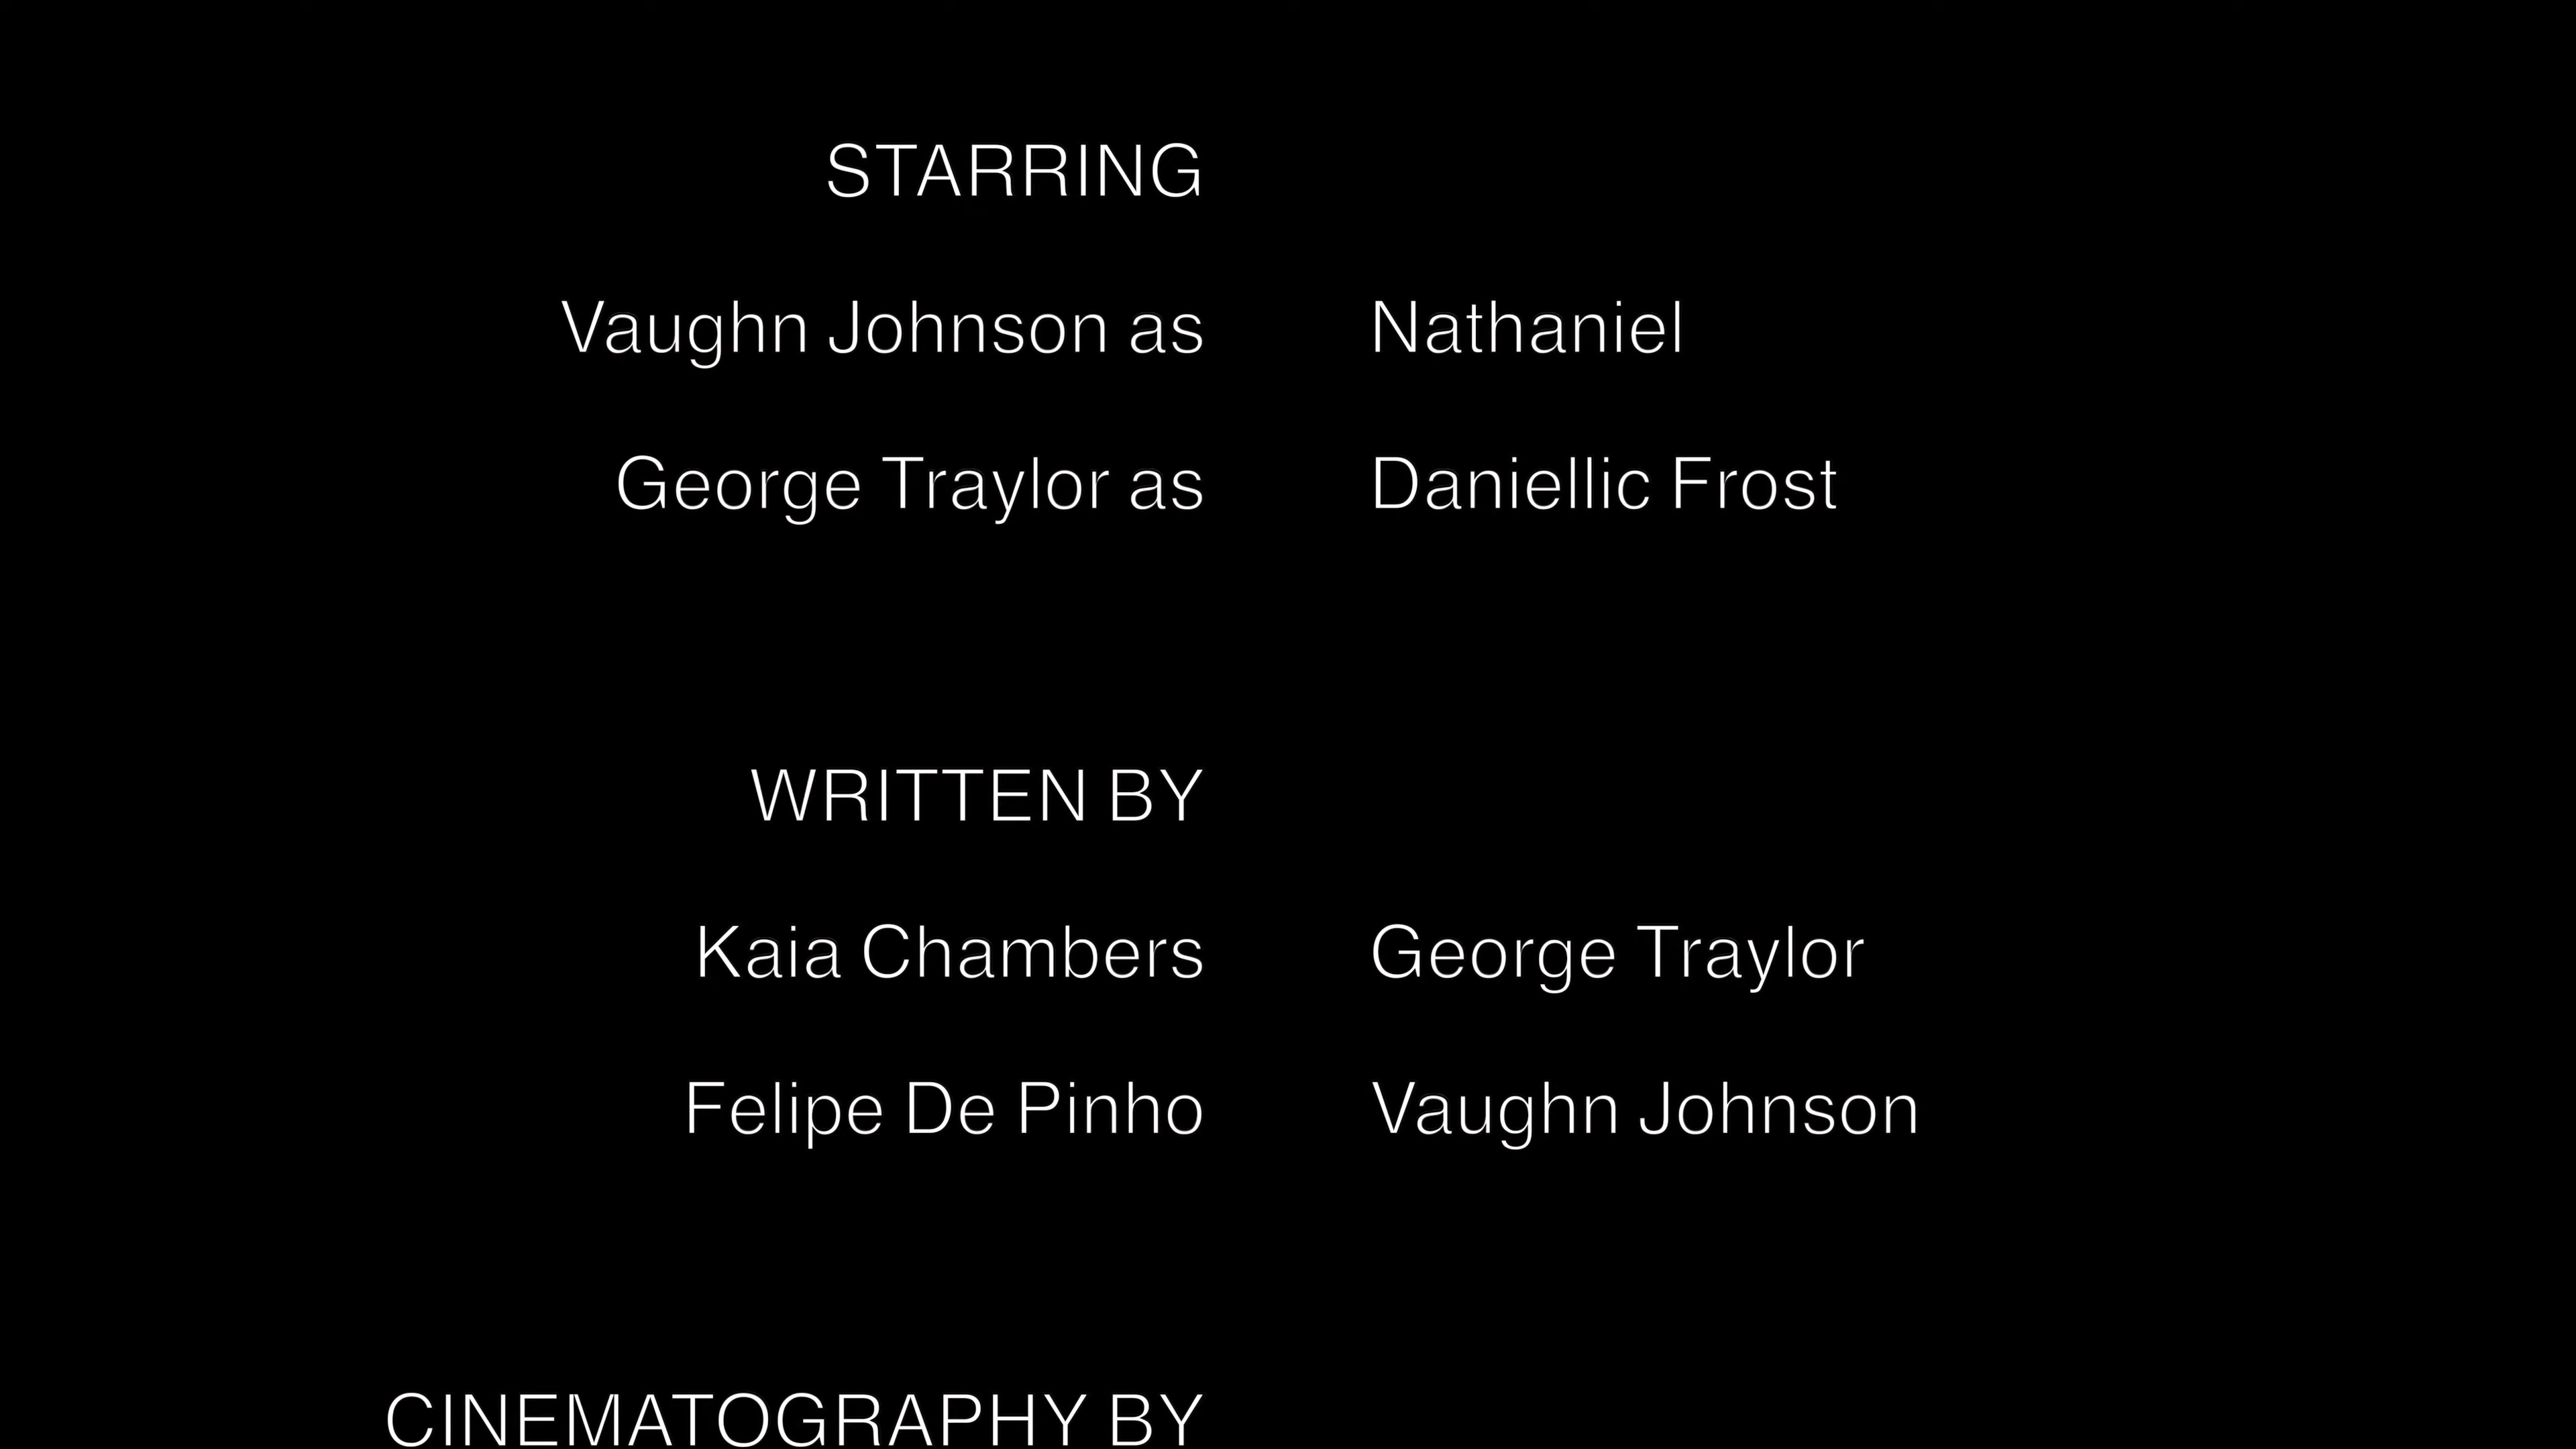 STARRING
Vaughn Johnson as Nathaniel
George Traylor as Daniellic Frost
WRITTEN BY
Kaia Chambers George Traylor
Felipe De Pinho Vaughn Johnson
CINEMATOGRAPHY BY